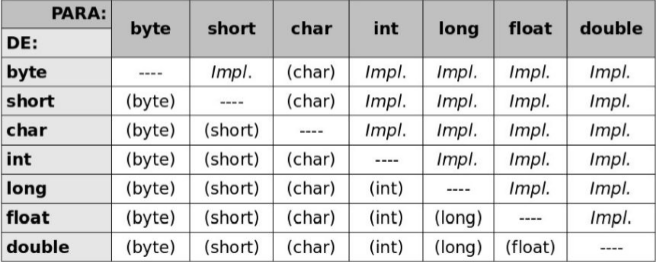 PARA: byte short char int long float double
DE:
byte ---- Impl. (char) Impl. Impl. Impl. Impl.
short (byte) ---- (char) Impl. Impl. Impl. Impl.
char (byte) (short) ---- Impl. Impl. Impl. Impl.
int (byte) (short) (char) ---- Impl. Impl. Impl.
long (byte) (short) (char) (int) ---- Impl. Impl.
float (byte) (short) (char) (int) (long) ---- Impl.
double (byte) (short) (char) (int) (long) (float) ----